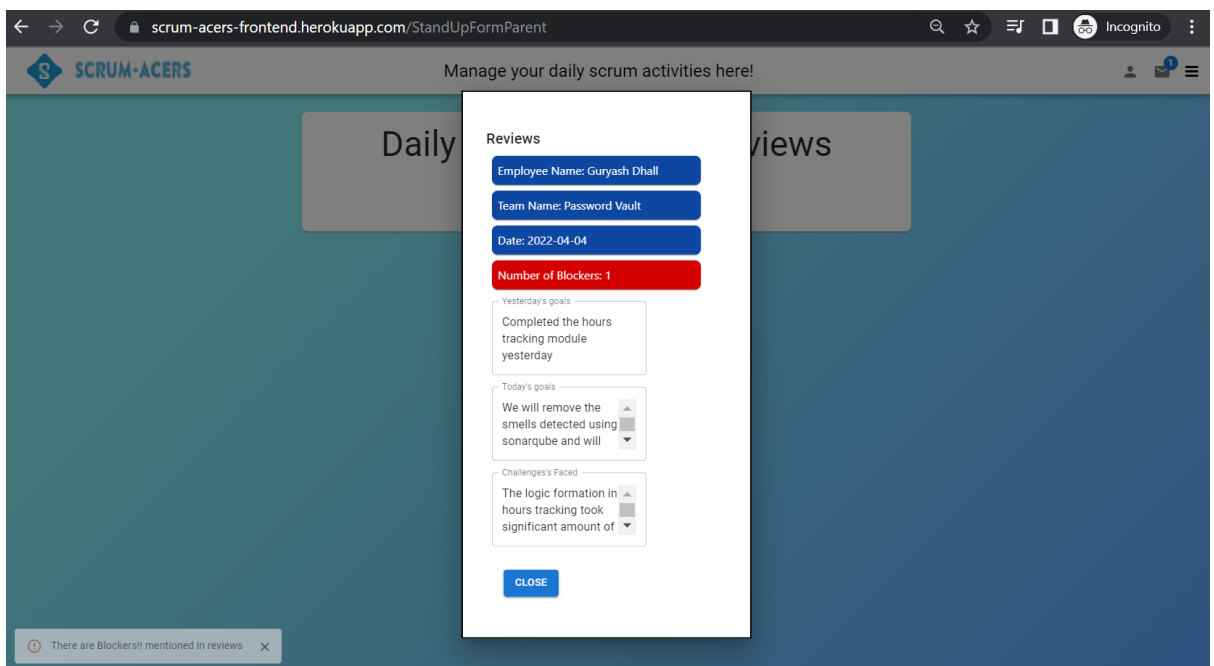 scrum-acers-frontend.herokuapp.com/StandUpFormParent
Incognito
S SCRUM-ACERS
Manage your daily scrum activities here!
1
Daily
views
Reviews
Employee Name: Guryash Dhall
Team Name: Password Vault
Date: 2022-04-04
Number of Blockers: 1
Yesterday's goals
Completed the hours
tracking module
yesterday
Today's goals
We will remove the
smells detected using
sonarqube and will
Challenges's Faced
The logic formation in
hours tracking took
significant amount of
CLOSE
There are Blockers!! mentioned in reviews